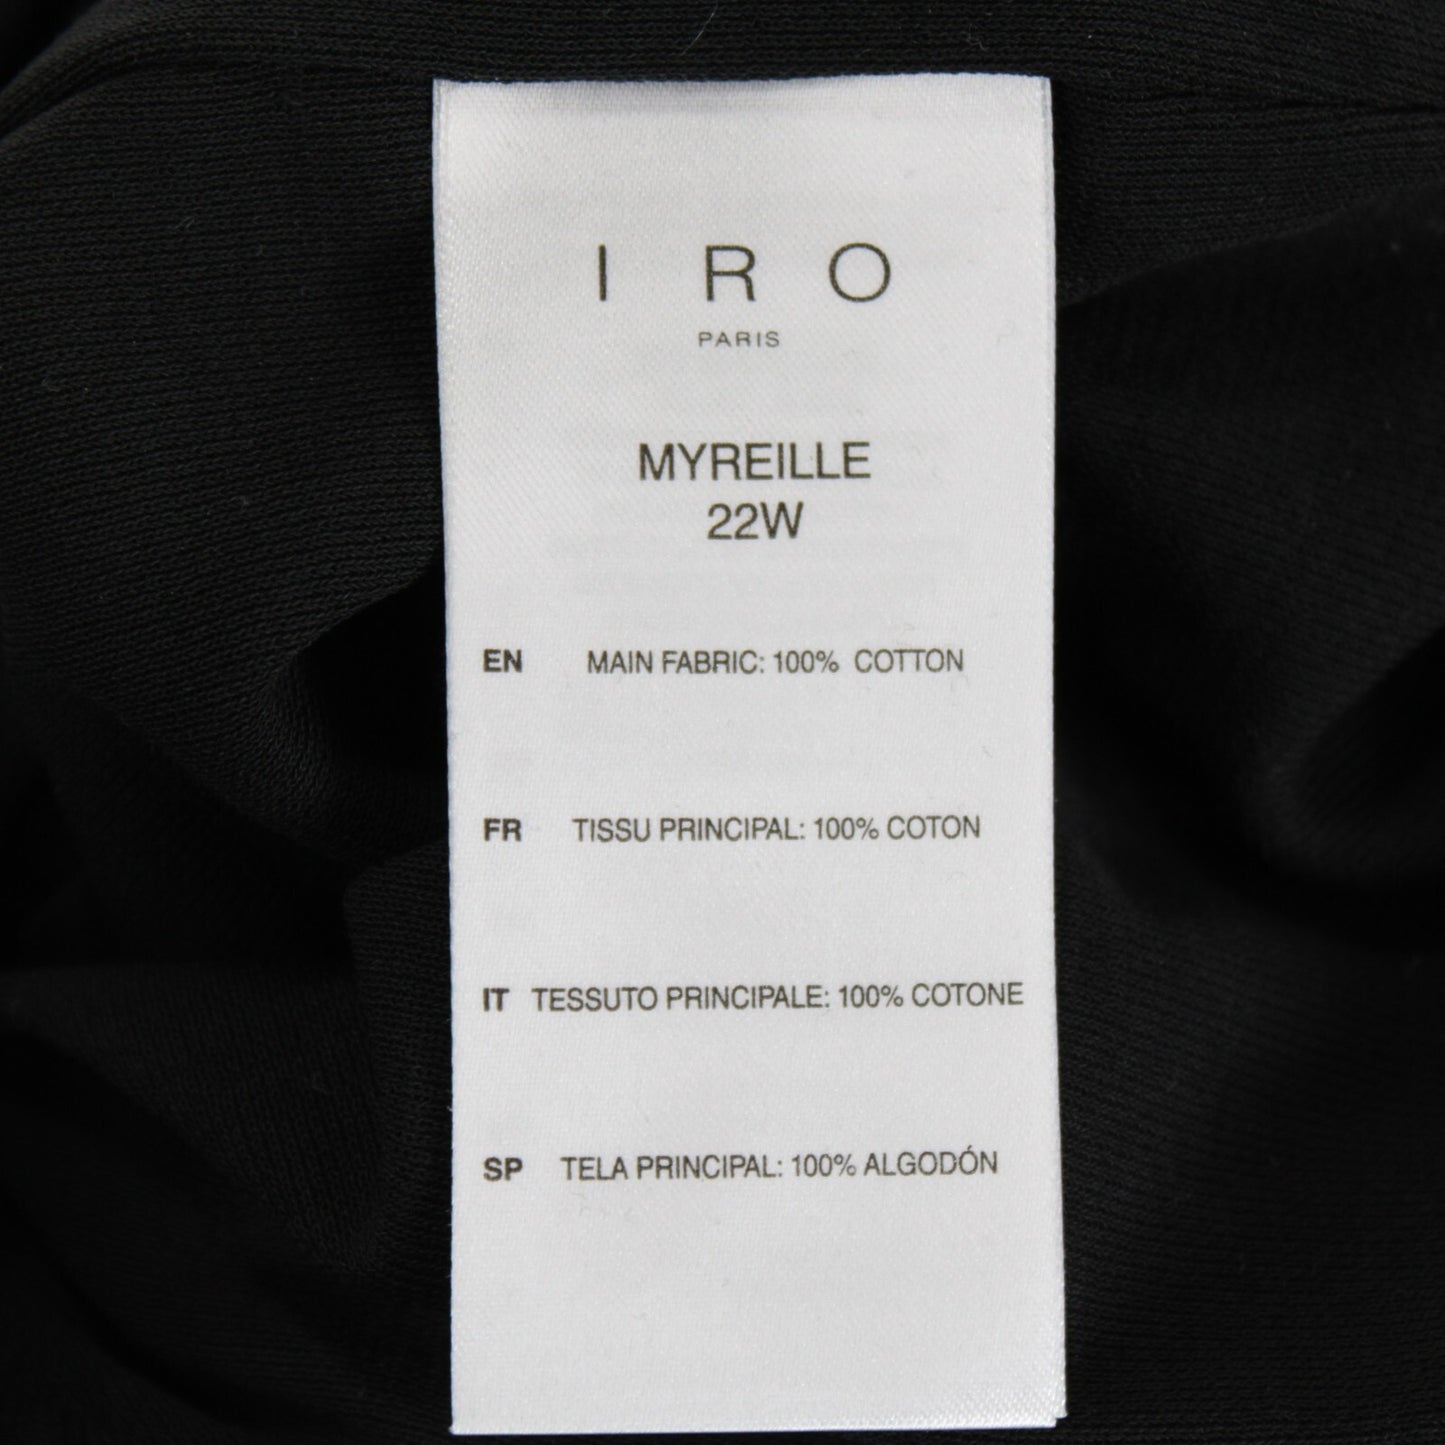 IRO
PARIS
MYREILLE
22W
EN MAIN FABRIC: 100% COTTON
FR TISSU PRINCIPAL: 100% COTON
IT TESSUTO PRINCIPALE: 100% COTONE
SP TELA PRINCIPAL: 100% ALGODÓN